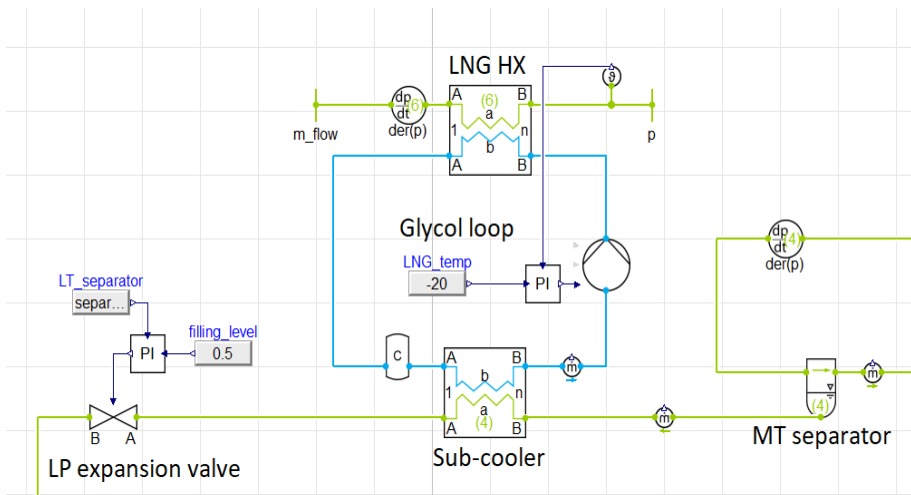 LNG HX
A
(6)
B
a
1
n
b
A
B
dp
dt
(6)
der(p)
m_flow
ϑ
p
Glycol loop
LNG_temp
-20
PI
dp
dt
(4)
der(p)
LT_separator
separ...
filling_level
PI
0.5
c
A
B
b
1
n
a
A
(4)
B
ṁ
ṁ
ṁ
(4)
B
A
MT separator
Sub-cooler
LP expansion valve